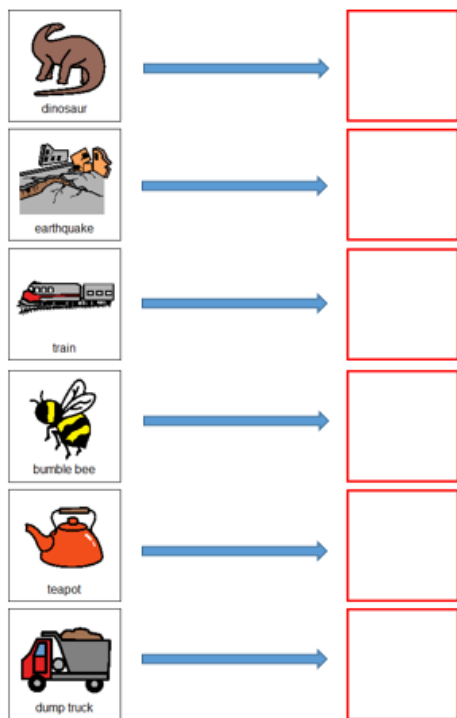 dinosaur
earthquake
train
bumble bee
teapot
dump truck